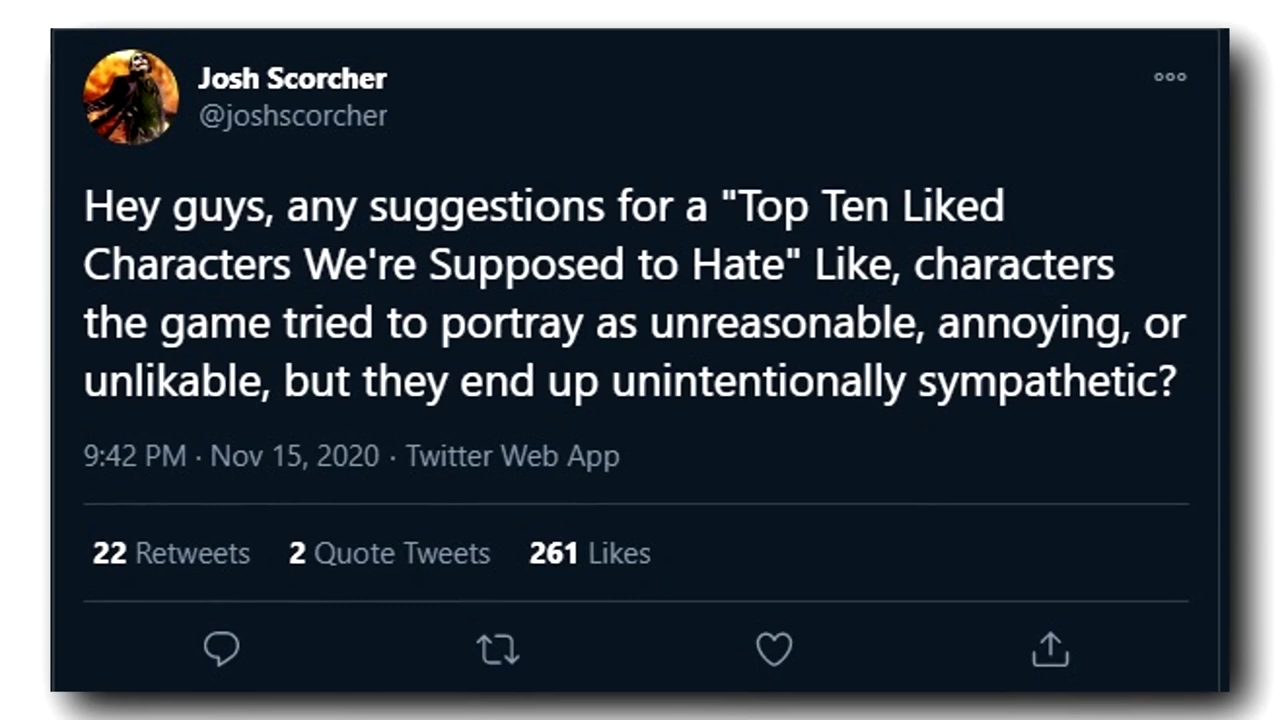 Josh Scorcher
@joshscorcher
Hey guys, any suggestions for a "Top Ten Liked
Characters We're Supposed to Hate" Like, characters
the game tried to portray as unreasonable, annoying, or
unlikable, but they end up unintentionally sympathetic?
9:42 PM · Nov 15, 2020 · Twitter Web App
22 Retweets 2 Quote Tweets 261 Likes